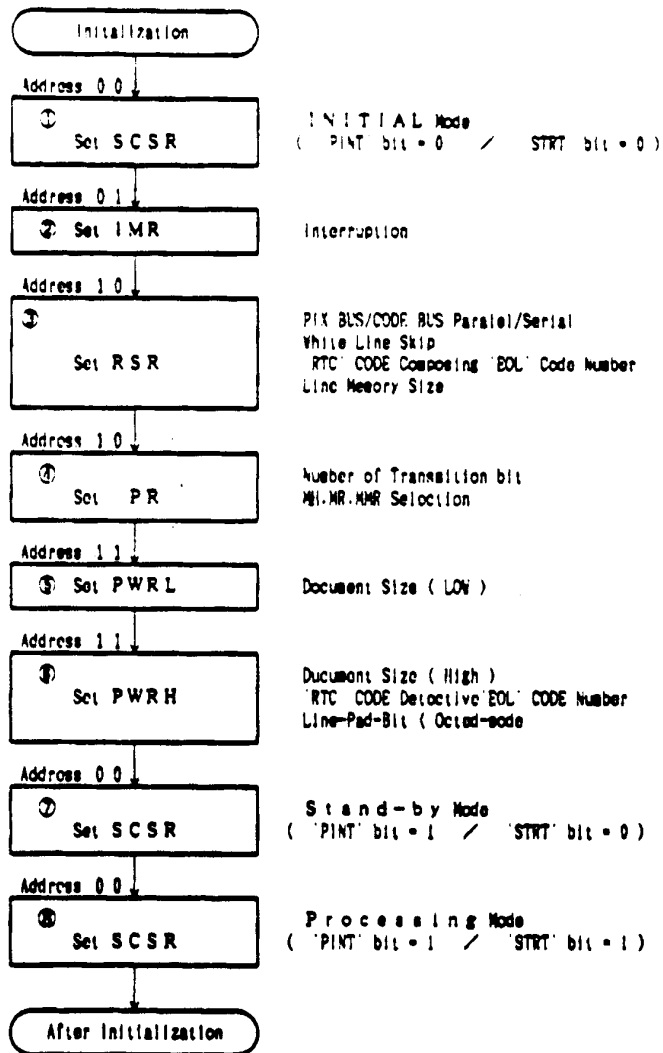 Initialization
Address 0 0
① Set SCSR
INITIAL Mode
( 'PINT' bit = 0 / STRT bit = 0 )
Address 0 1
② Set IMR
Interruption
Address 1 0
③
Set RSR
PIX BUS/CODE BUS Paralel/Serial
White Line Skip
'RTC' CODE Composing 'EOL' Code Number
Line Memory Size
Address 1 0
④
Set PR
Number of Transition bit
MH.MR.MMR Selection
Address 1 1
⑤ Set PWRL
Document Size ( LOW )
Address 1 1
⑥
Set PWRH
Ducument Size ( High )
'RTC CODE Detective 'EOL' CODE Number
Line-Pad-Bit ( Octed-mode
Address 0 0
⑦
Set SCSR
Stand-by Mode
( 'PINT' bit = 1 / 'STRT' bit = 0 )
Address 0 0
⑧
Set SCSR
Processing Mode
( 'PINT' bit = 1 / 'STRT' bit = 1 )
After Initialization